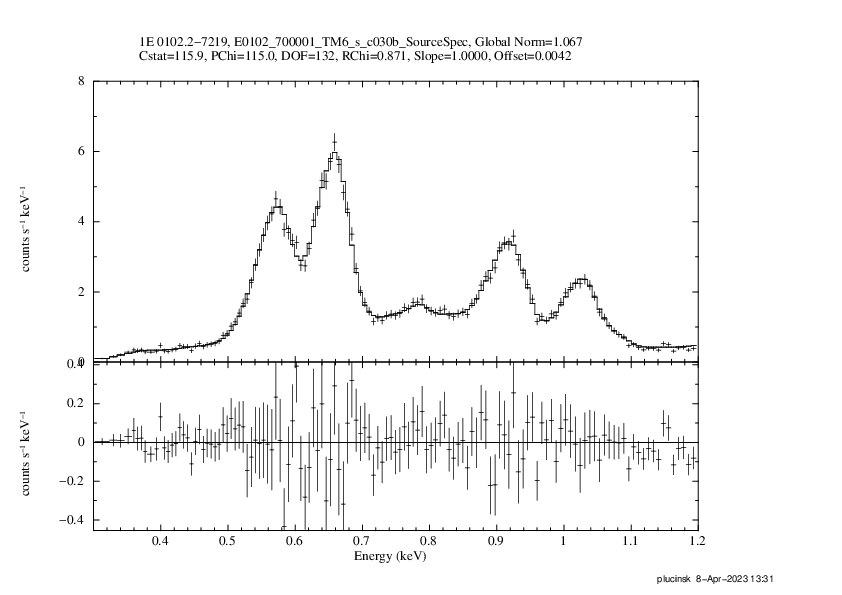 1E 0102.2−7219, E0102_700001_TM6_s_c030b_SourceSpec, Global Norm=1.067
Cstat=115.9, PChi=115.0, DOF=132, RChi=0.871, Slope=1.0000, Offset=0.0042
8
6
4
2
0
counts s⁻¹ keV⁻¹
0.4
0.2
0
−0.2
−0.4
counts s⁻¹ keV⁻¹
0.4 0.5 0.6 0.7 0.8 0.9 1 1.1 1.2
Energy (keV)
plucinsk 8−Apr−2023 13:31